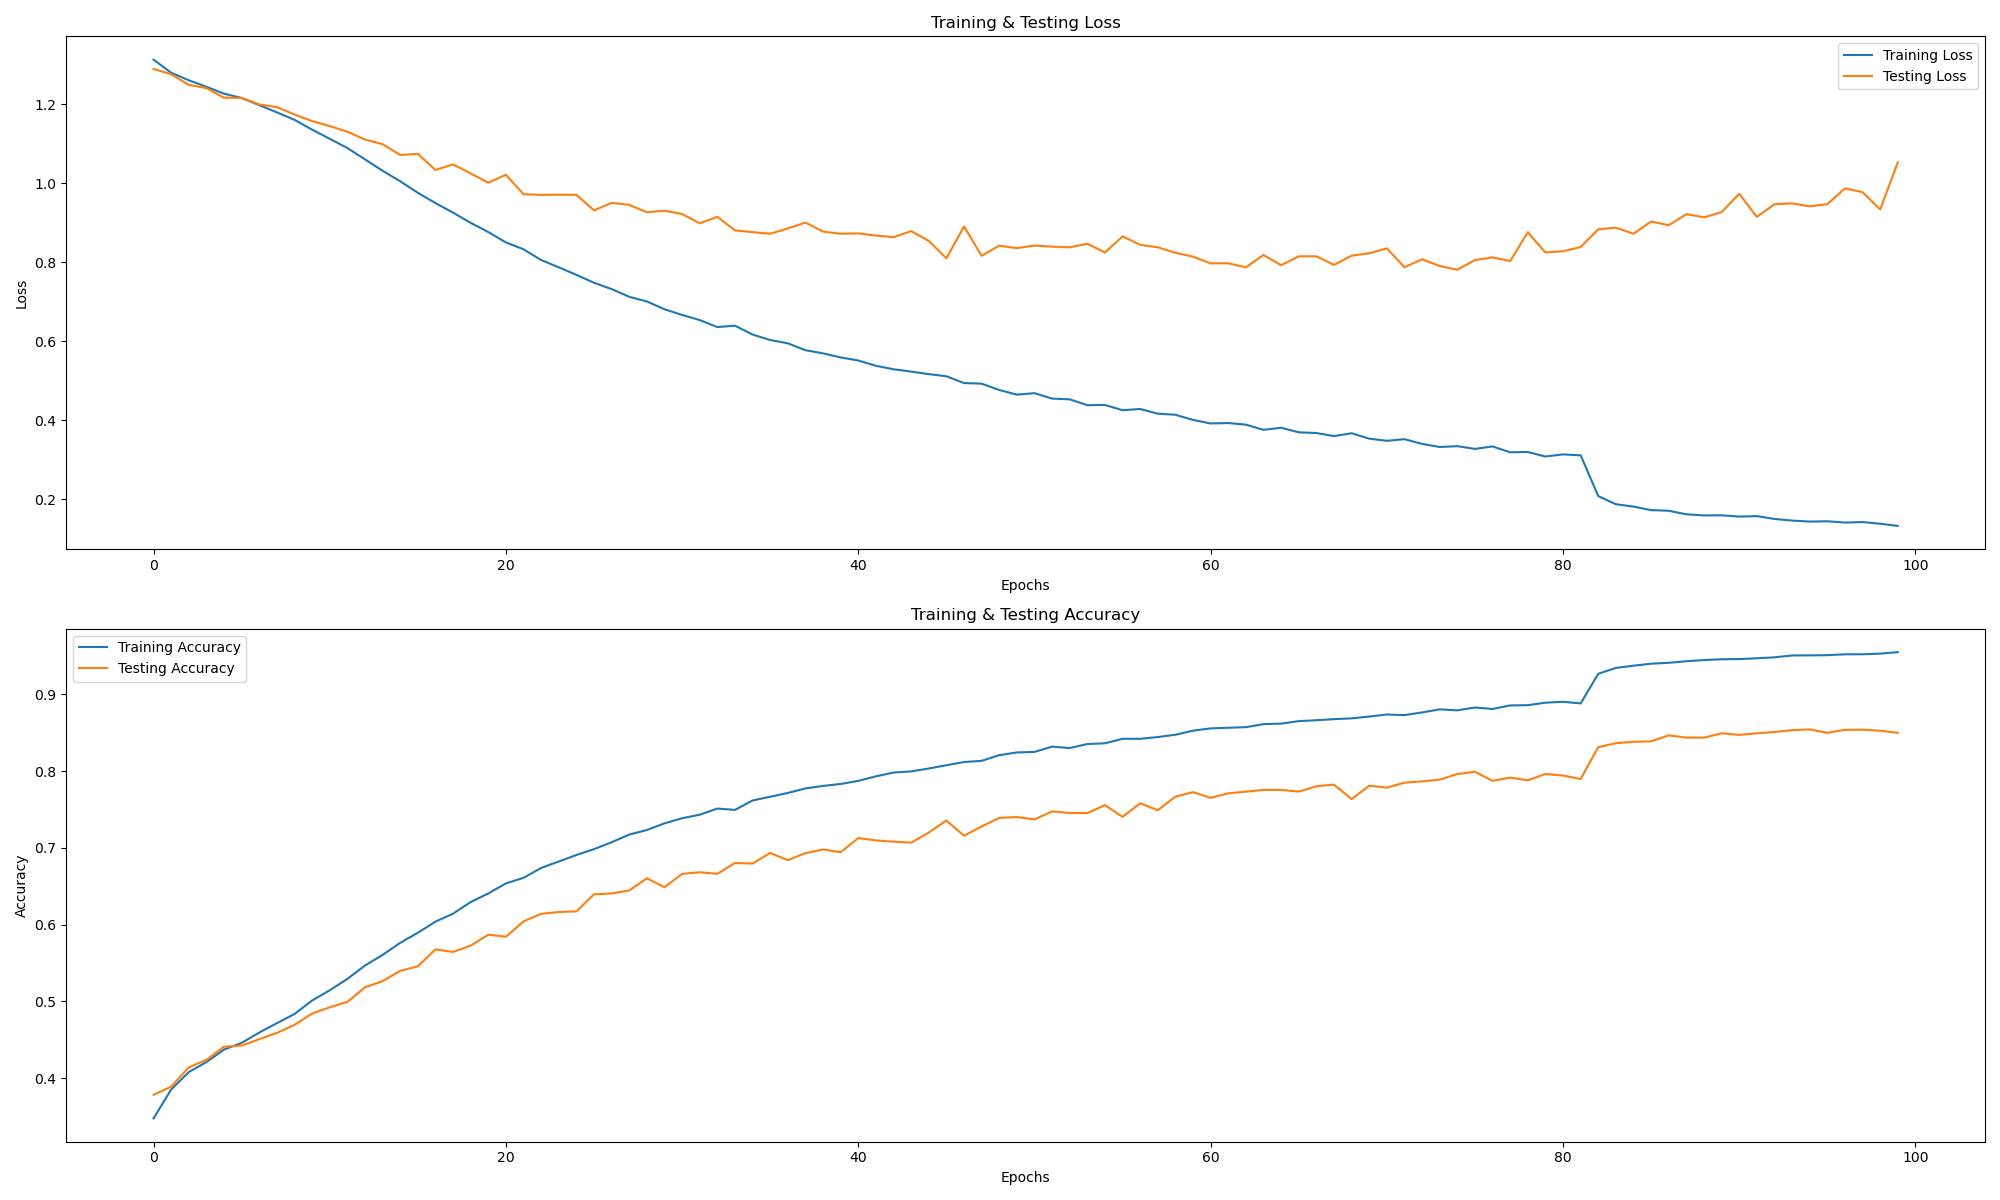 Training & Testing Loss
Training Loss
Testing Loss
1.2
1.0
0.8
0.6
0.4
0.2
Loss
0 20 40 60 80 100
Epochs
Training & Testing Accuracy
Training Accuracy
Testing Accuracy
0.9
0.8
0.7
0.6
0.5
0.4
Accuracy
0 20 40 60 80 100
Epochs